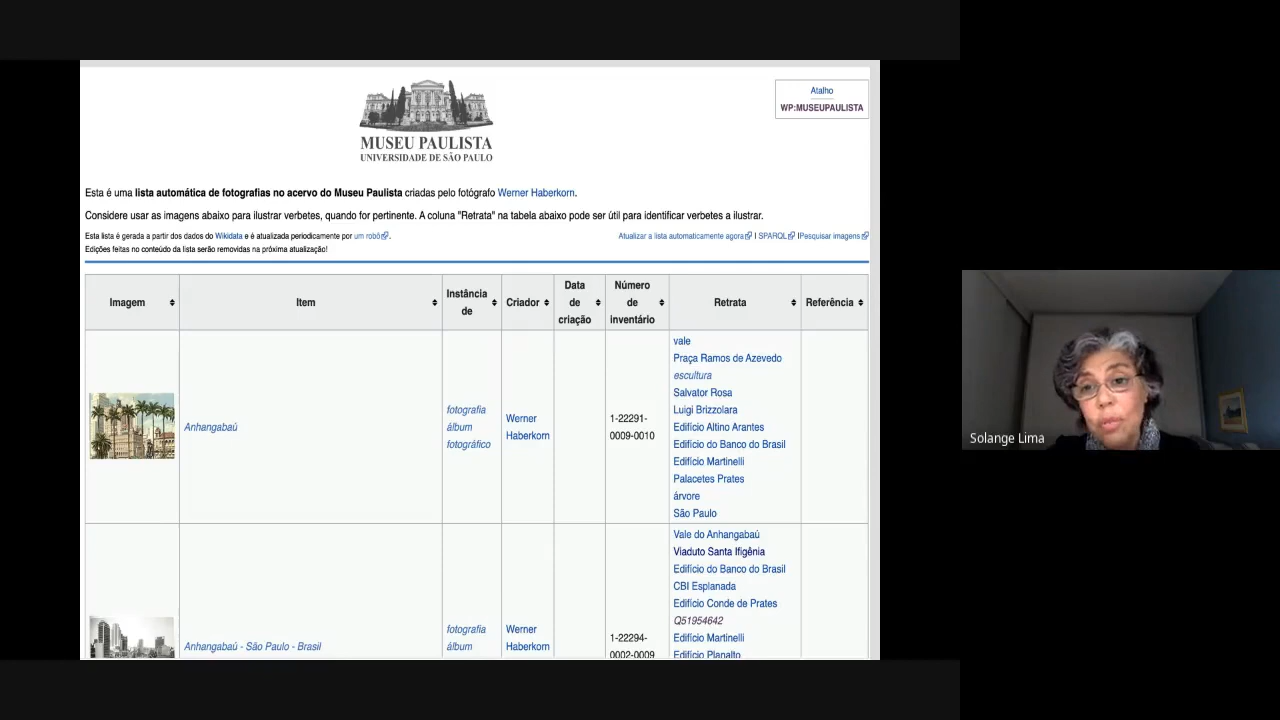 Atalho
WP:MUSEUPAULISTA
MUSEU PAULISTA
UNIVERSIDADE DE SÃO PAULO
Esta é uma lista automática de fotografias no acervo do Museu Paulista criadas pelo fotógrafo Werner Haberkorn.
Considere usar as imagens abaixo para ilustrar verbetes, quando for pertinente. A coluna "Retrata" na tabela abaixo pode ser útil para identificar verbetes a ilustrar.
Esta lista é gerada a partir dos dados do Wikidata e é atualizada periodicamente por um robô.
Atualizar a lista automaticamente agora | SPARQL |Pesquisar imagens
Edições feitas no conteúdo da lista serão removidas na próxima atualização!
Imagem
Item
Instância
de
Criador
Data
de
criação
Número
de
inventário
Retrata
Referência
Anhangabaú
fotografia
álbum
fotográfico
Werner
Haberkorn
1-22291-
0009-0010
vale
Praça Ramos de Azevedo
escultura
Salvator Rosa
Luigi Brizzolara
Edifício Altino Arantes
Edifício do Banco do Brasil
Edifício Martinelli
Palacetes Prates
árvore
São Paulo
Anhangabaú - São Paulo - Brasil
fotografia
álbum
Werner
Haberkorn
1-22294-
0002-0009
Vale do Anhangabaú
Viaduto Santa Ifigênia
Edifício do Banco do Brasil
CBI Esplanada
Edifício Conde de Prates
Q51954642
Edifício Martinelli
Edifício Planalto
Solange Lima